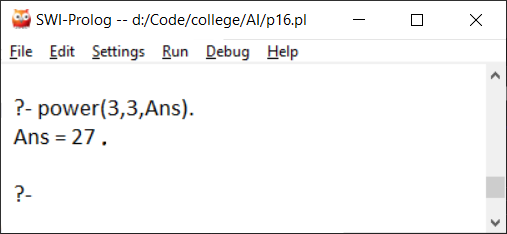 SWI-Prolog -- d:/Code/college/AI/p16.pl
File Edit Settings Run Debug Help
?- power(3,3,Ans).
Ans = 27 .
?-